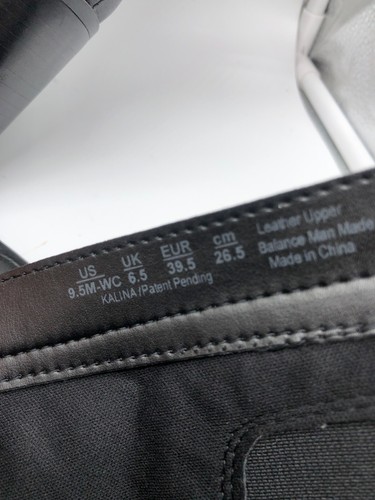 US UK EUR cm
9.5M-WC 6.5 39.5 26.5
KALINA/Patent Pending
Leather Upper
Balance Man Made
Made in China